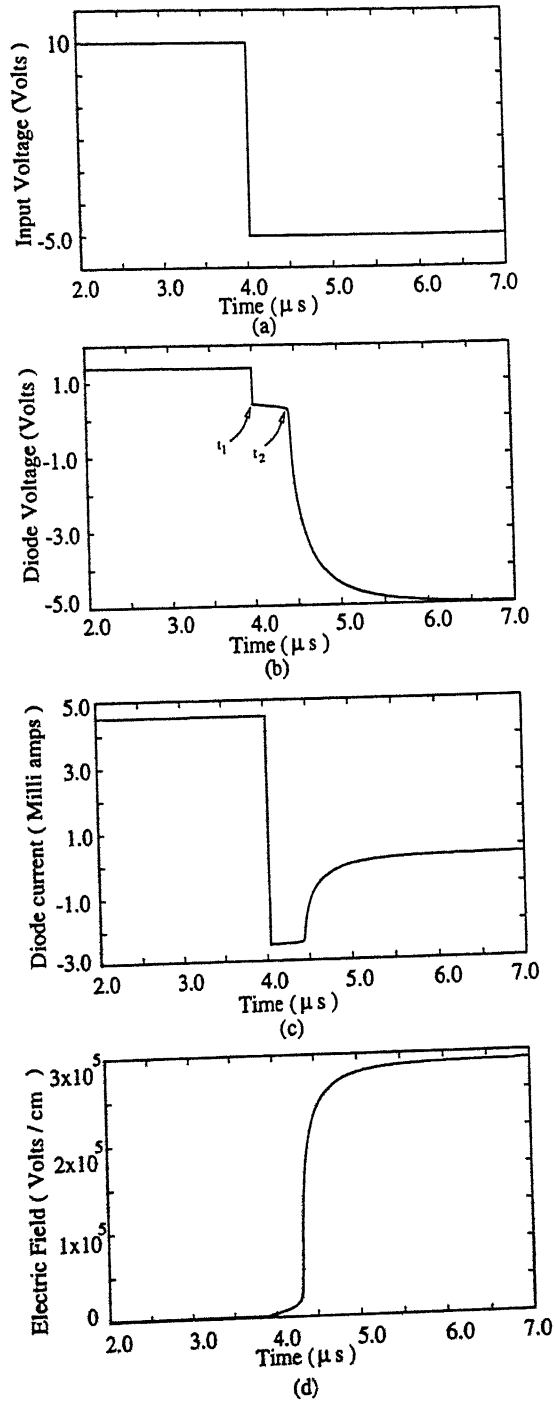 10
-5.0
Input Voltage (Volts)
2.0 3.0 4.0 5.0 6.0 7.0
Time (μs)
(a)
1.0
-1.0
-3.0
-5.0
Diode Voltage (Volts)
t1
t2
2.0 3.0 4.0 5.0 6.0 7.0
Time (μs)
(b)
5.0
3.0
1.0
-1.0
-3.0
Diode current (Milli amps)
2.0 3.0 4.0 5.0 6.0 7.0
Time (μs)
(c)
3x10^5
2x10^5
1x10^5
0
Electric Field (Volts / cm)
2.0 3.0 4.0 5.0 6.0 7.0
Time (μs)
(d)